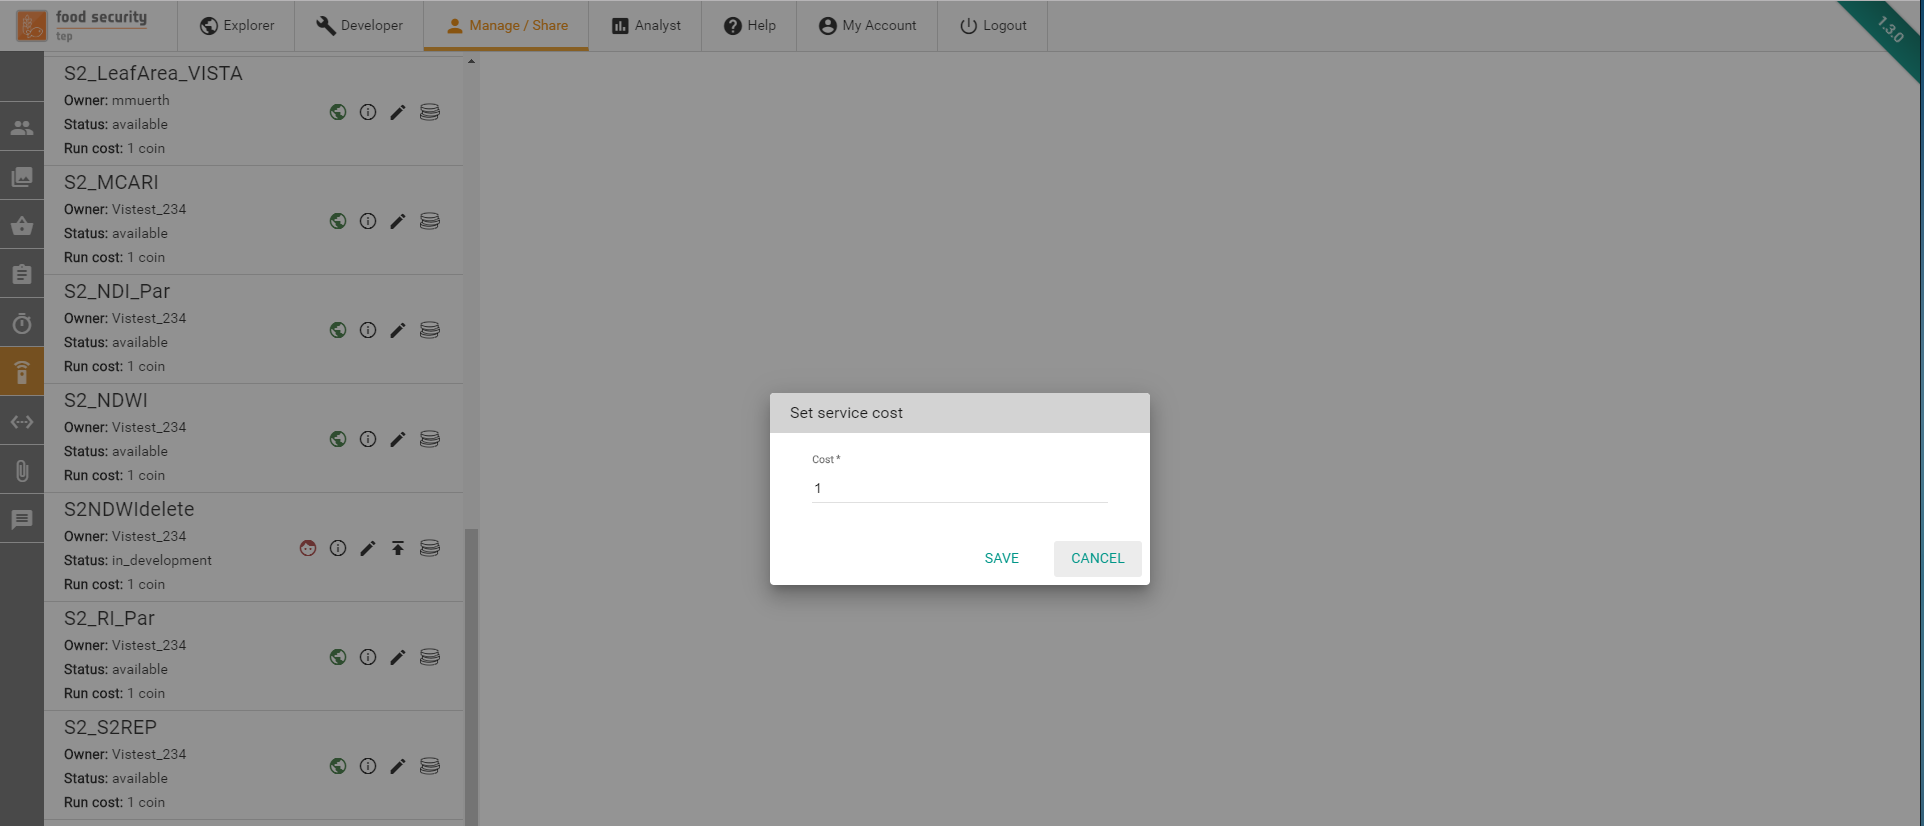 food security
tep
Explorer
Developer
Manage / Share
Analyst
Help
My Account
Logout
1.3.0
S2_LeafArea_VISTA
Owner: mmuerth
Status: available
Run cost: 1 coin
S2_MCARI
Owner: Vistest_234
Status: available
Run cost: 1 coin
S2_NDI_Par
Owner: Vistest_234
Status: available
Run cost: 1 coin
S2_NDWI
Owner: Vistest_234
Status: available
Run cost: 1 coin
S2NDWIdelete
Owner: Vistest_234
Status: in_development
Run cost: 1 coin
S2_RI_Par
Owner: Vistest_234
Status: available
Run cost: 1 coin
S2_S2REP
Owner: Vistest_234
Status: available
Run cost: 1 coin
Set service cost
Cost *
1
SAVE
CANCEL